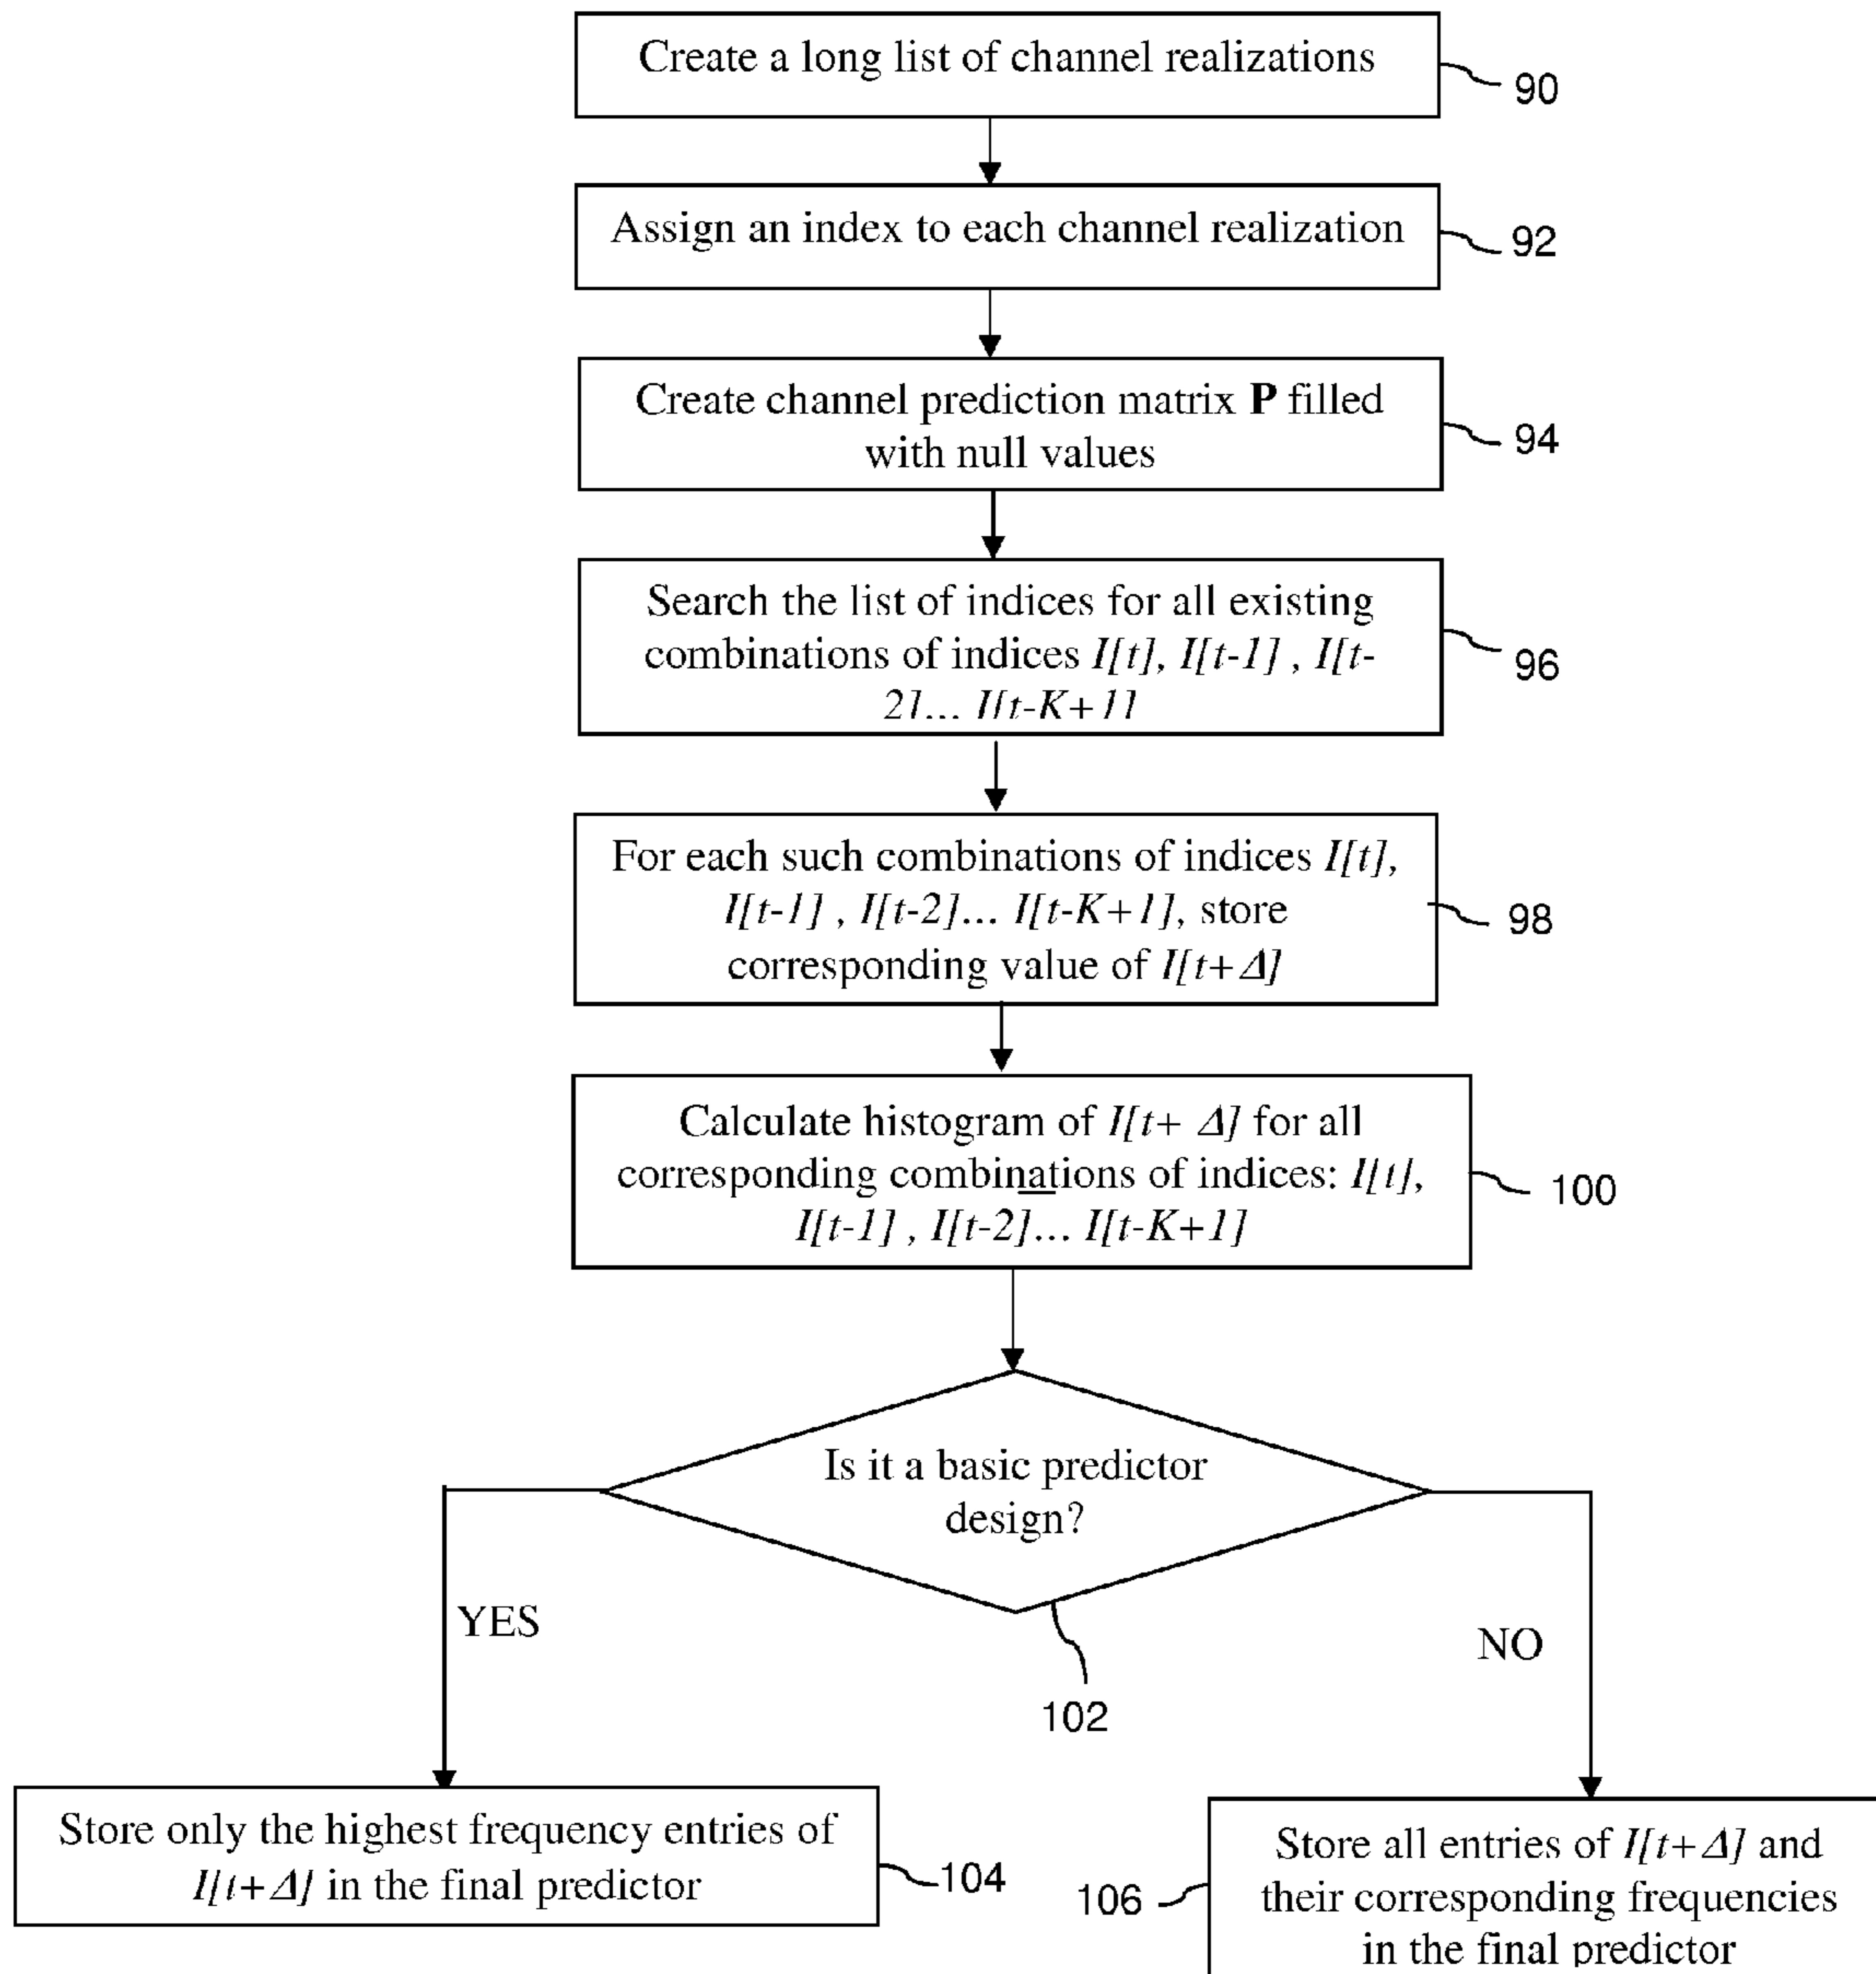 Create a long list of channel realizations
90
Assign an index to each channel realization
92
Create channel prediction matrix P filled
with null values
94
Search the list of indices for all existing
combinations of indices I[t], I[t-1] , I[t-
2]... I[t-K+1]
96
For each such combinations of indices I[t],
I[t-1] , I[t-2]... I[t-K+1], store
corresponding value of I[t+Δ]
98
Calculate histogram of I[t+ Δ] for all
corresponding combinations of indices: I[t],
I[t-1] , I[t-2]... I[t-K+1]
100
Is it a basic predictor
design?
102
YES
NO
Store only the highest frequency entries of
I[t+Δ] in the final predictor
104
Store all entries of I[t+Δ] and
their corresponding frequencies
in the final predictor
106